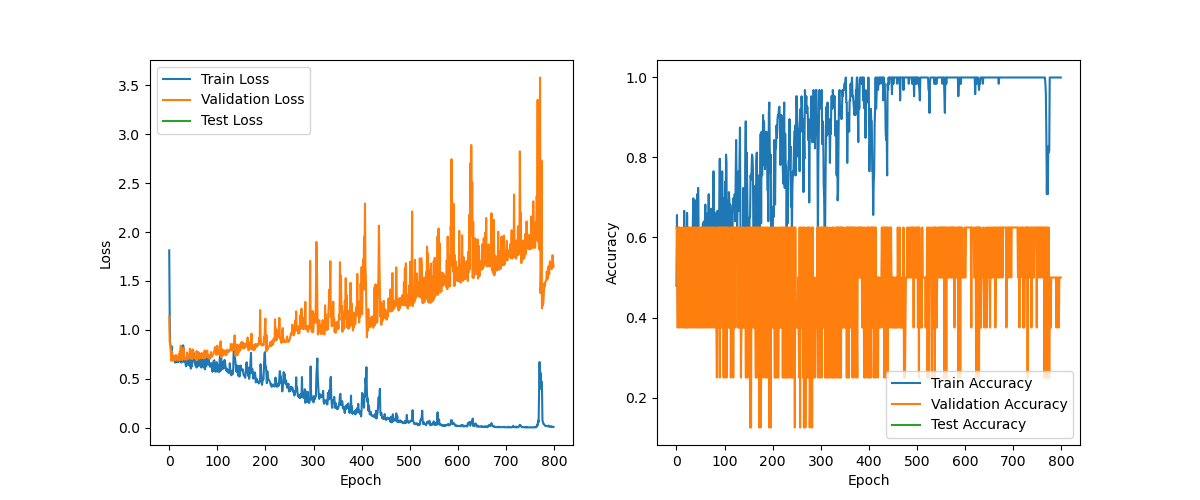 Train Loss
Validation Loss
Test Loss
3.5
3.0
2.5
2.0
1.5
1.0
0.5
0.0
Loss
0 100 200 300 400 500 600 700 800
Epoch
1.0
0.8
0.6
0.4
0.2
Accuracy
Train Accuracy
Validation Accuracy
Test Accuracy
0 100 200 300 400 500 600 700 800
Epoch